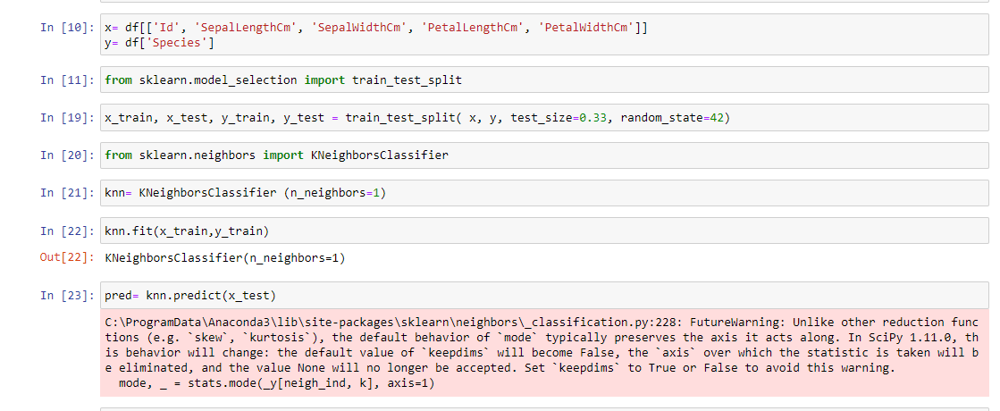 In [10]: x= df[['Id', 'SepalLengthCm', 'SepalWidthCm', 'PetalLengthCm', 'PetalWidthCm']]
y= df['Species']
In [11]: from sklearn.model_selection import train_test_split
In [19]: x_train, x_test, y_train, y_test = train_test_split( x, y, test_size=0.33, random_state=42)
In [20]: from sklearn.neighbors import KNeighborsClassifier
In [21]: knn= KNeighborsClassifier (n_neighbors=1)
In [22]: knn.fit(x_train,y_train)
Out[22]: KNeighborsClassifier(n_neighbors=1)
In [23]: pred= knn.predict(x_test)
C:\ProgramData\Anaconda3\lib\site-packages\sklearn\neighbors\_classification.py:228: FutureWarning: Unlike other reduction func
tions (e.g. `skew`, `kurtosis`), the default behavior of `mode` typically preserves the axis it acts along. In SciPy 1.11.0, th
is behavior will change: the default value of `keepdims` will become False, the `axis` over which the statistic is taken will b
e eliminated, and the value None will no longer be accepted. Set `keepdims` to True or False to avoid this warning.
  mode, _ = stats.mode(_y[neigh_ind, k], axis=1)